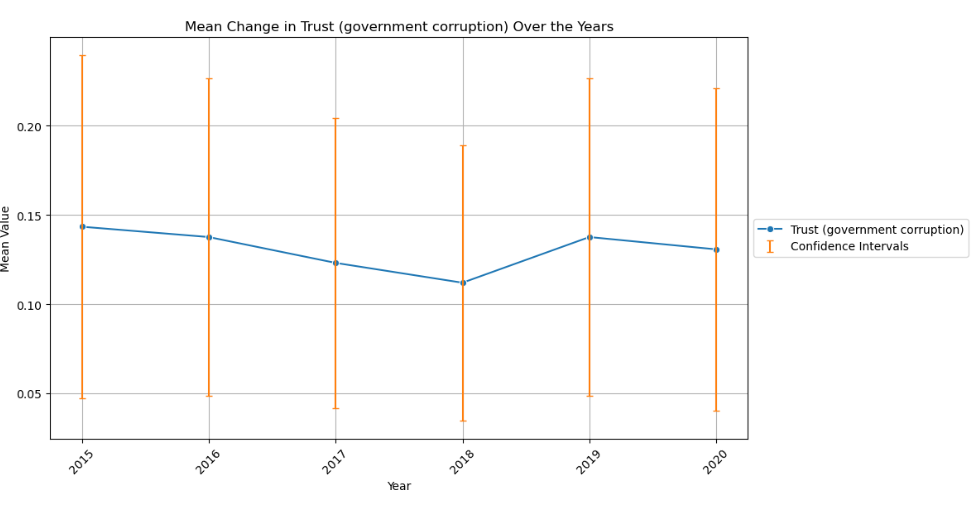 Mean Change in Trust (government corruption) Over the Years
Mean Value
0.20
0.15
0.10
0.05
2015
2016
2017
2018
2019
2020
Year
Trust (government corruption)
Confidence Intervals